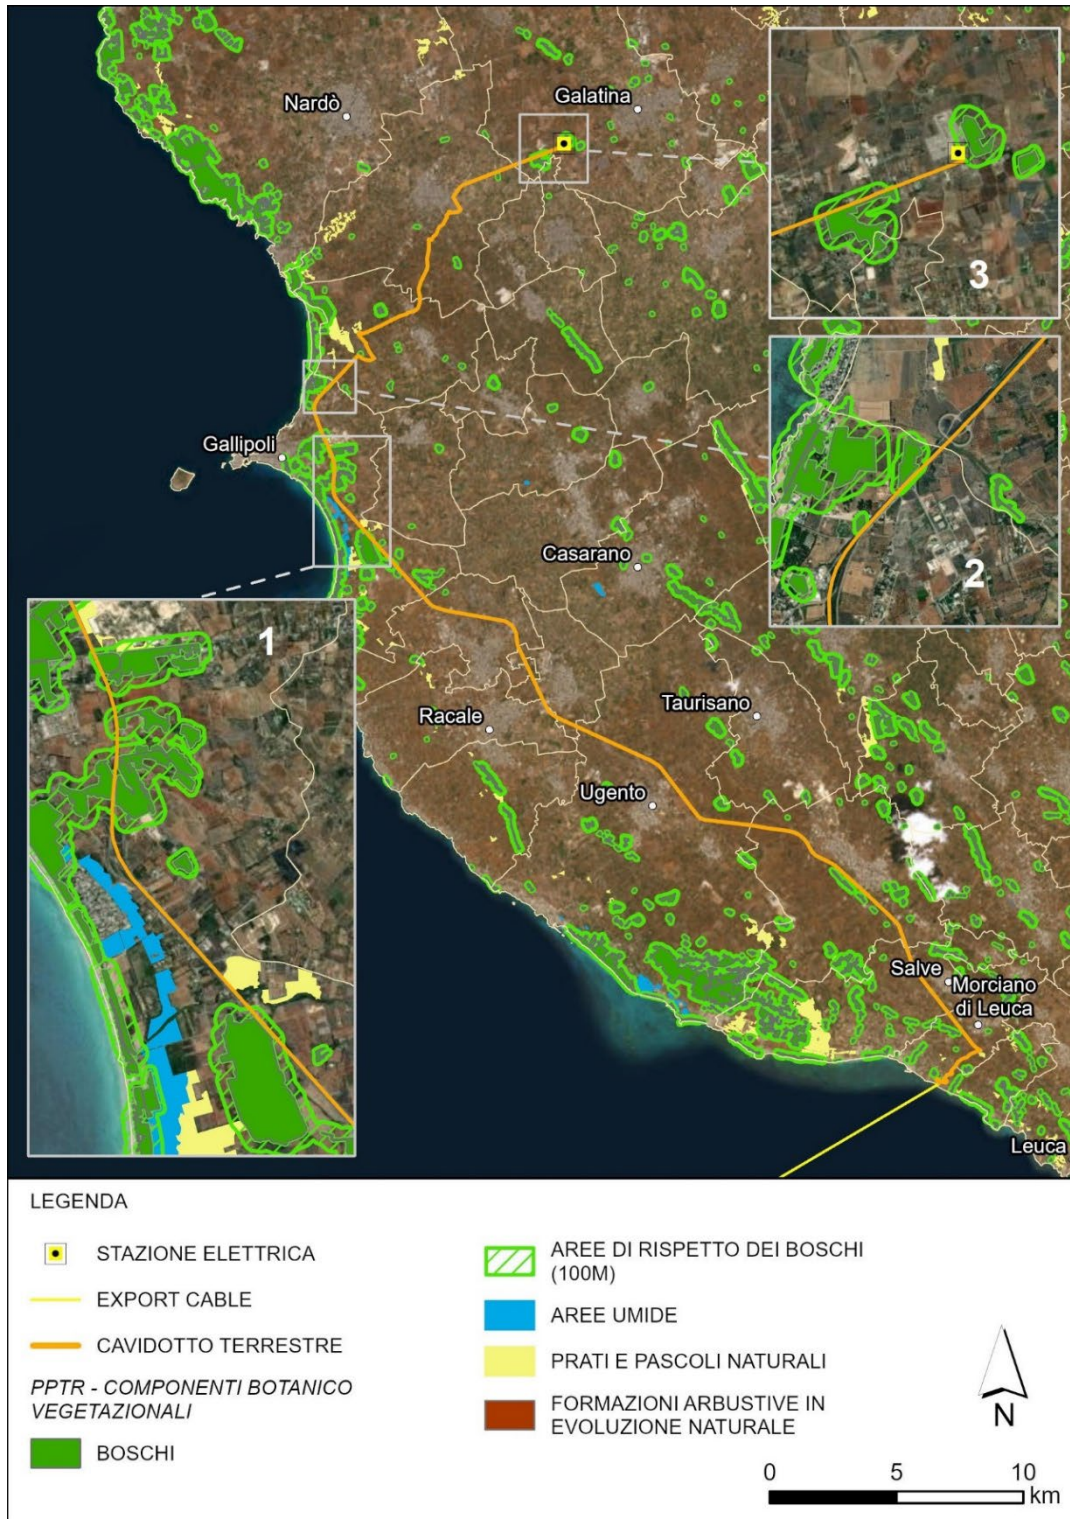 Nardò
Galatina
3
Gallipoli
2
Casarano
1
Racale
Taurisano
Ugento
Salve
Morciano
di Leuca
Leuca
LEGENDA
STAZIONE ELETTRICA
EXPORT CABLE
CAVIDOTTO TERRESTRE
PPTR - COMPONENTI BOTANICO
VEGETAZIONALI
BOSCHI
AREE DI RISPETTO DEI BOSCHI
(100M)
AREE UMIDE
PRATI E PASCOLI NATURALI
FORMAZIONI ARBUSTIVE IN
EVOLUZIONE NATURALE
N
0 5 10
km